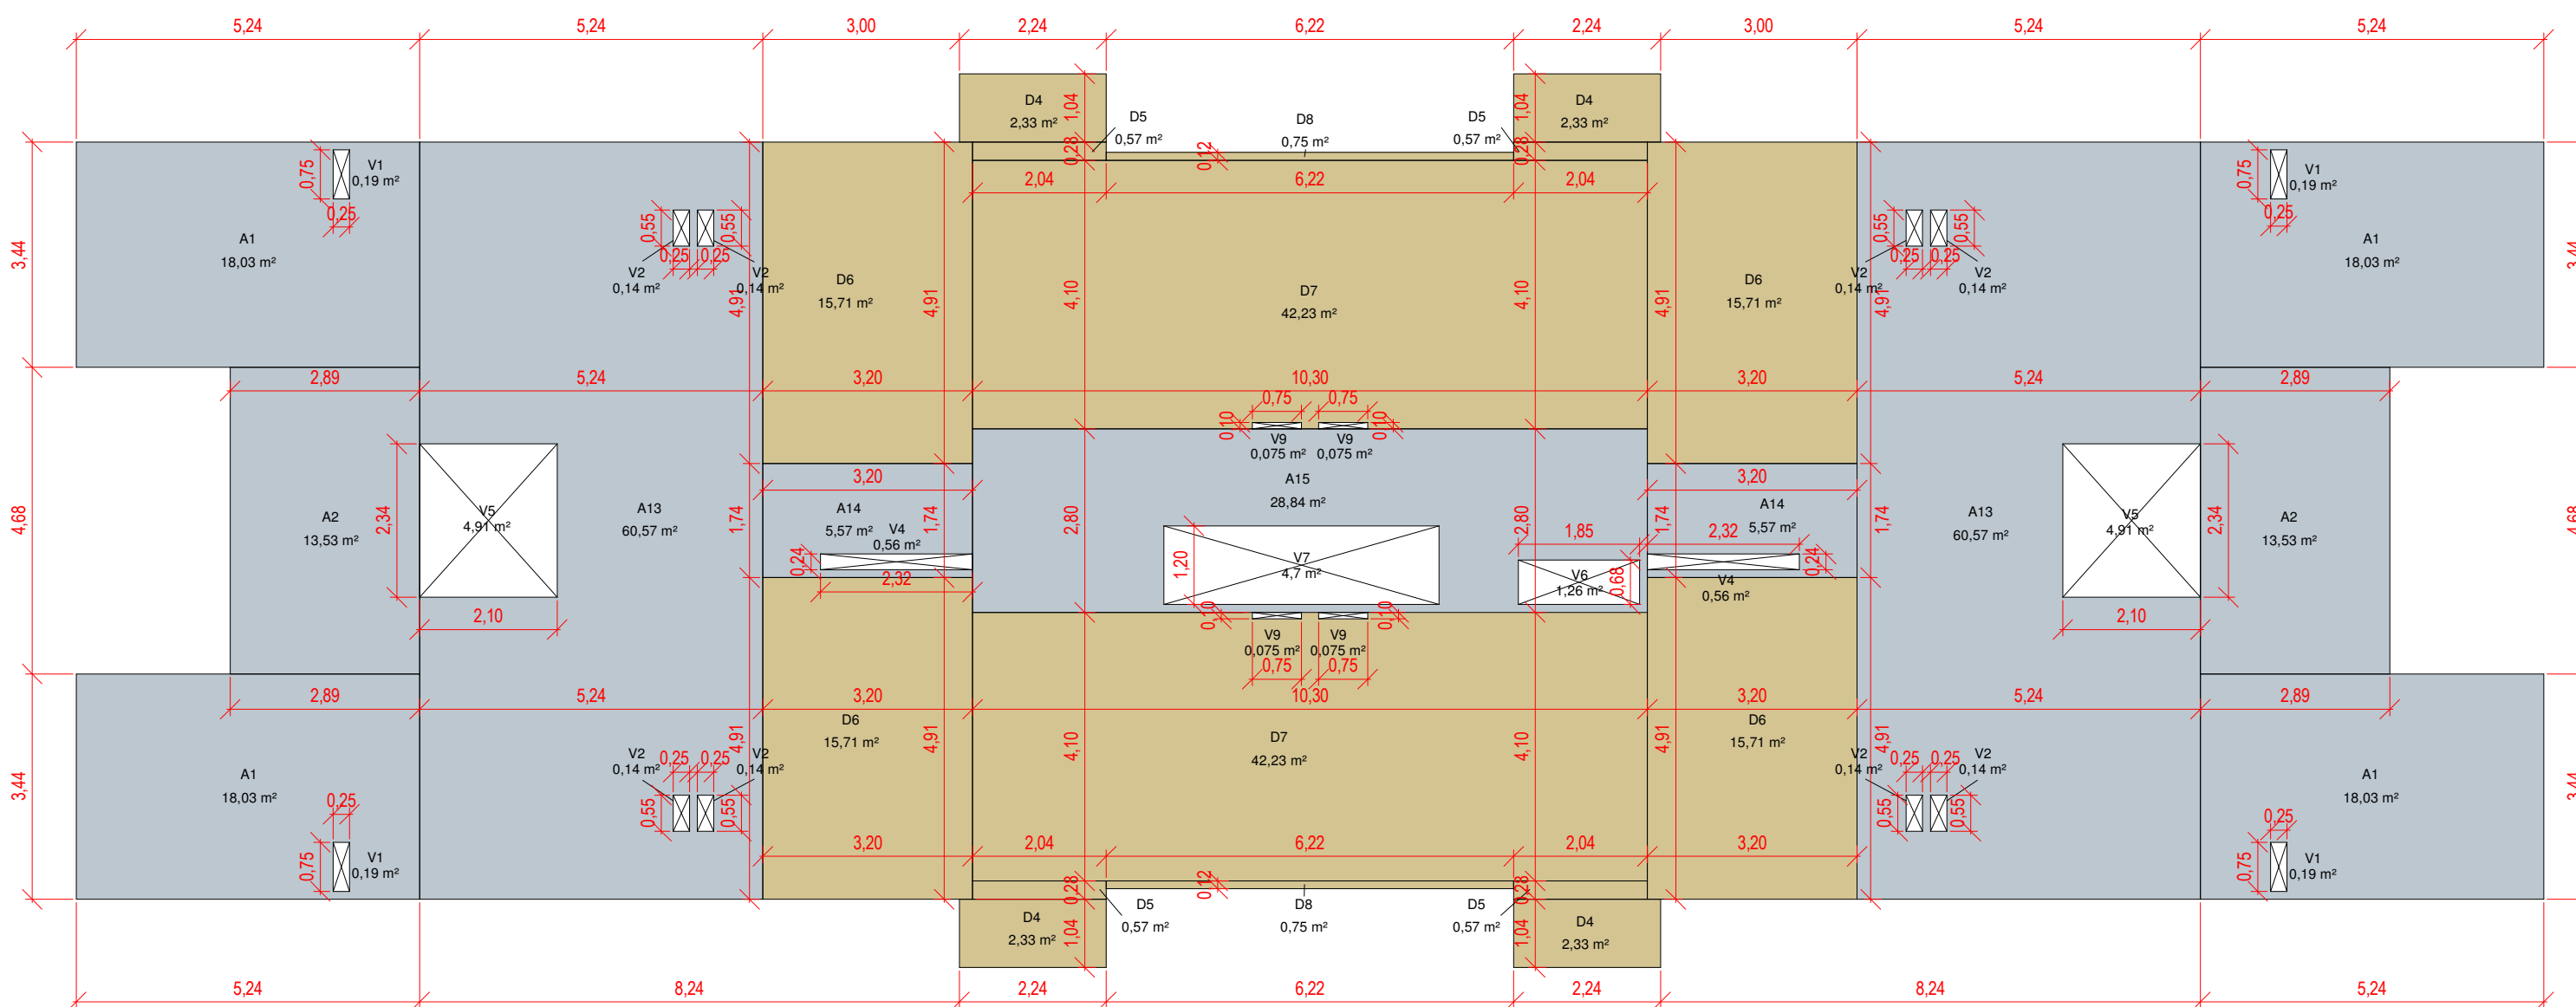 5,24 5,24 3,00 2,24 6,22 2,24 3,00 5,24 5,24
D4
2,33 m²
1,04
D5
0,57 m²
D8
0,75 m²
D5
0,57 m²
1,04
D4
2,33 m²
0,28 0,12 0,28
2,04 6,22 2,04
3,44
A1
18,03 m²
0,75
V1
0,19 m²
0,25
0,55 0,55
0,25 0,25
V2
0,14 m²
V2
0,14 m²
4,91
D6
15,71 m²
4,91
4,10
D7
42,23 m²
4,10
4,91
D6
15,71 m²
4,91
0,55 0,55
0,25 0,25
V2
0,14 m²
V2
0,14 m²
0,75
V1
0,19 m²
0,25
A1
18,03 m²
3,44
2,89 5,24 3,20 10,30 3,20 5,24 2,89
0,75 0,75
0,10 0,10
V9
0,075 m²
V9
0,075 m²
4,68
A2
13,53 m²
2,34
V5
4,91 m²
2,10
A13
60,57 m²
1,74
3,20
A14
5,57 m²
V4
0,56 m²
0,24
2,32
1,74
2,80
A15
28,84 m²
1,20
V7
4,7 m²
2,80
1,85
V6
1,26 m²
0,68
1,74
3,20
A14
5,57 m²
2,32
0,24
V4
0,56 m²
1,74
A13
60,57 m²
V5
4,91 m²
2,34
2,10
A2
13,53 m²
4,68
0,10 0,10
V9
0,075 m²
V9
0,075 m²
0,75 0,75
2,89 5,24 3,20 10,30 3,20 5,24 2,89
3,44
A1
18,03 m²
0,25
0,75
V1
0,19 m²
V2
0,14 m²
V2
0,14 m²
0,25 0,25
0,55 0,55
4,91
D6
15,71 m²
4,91
4,10
D7
42,23 m²
4,10
4,91
D6
15,71 m²
4,91
V2
0,14 m²
V2
0,14 m²
0,25 0,25
0,55 0,55
0,25
0,75
V1
0,19 m²
A1
18,03 m²
3,44
3,20 2,04 6,22 2,04 3,20
0,28 0,12 0,28
D4
2,33 m²
1,04
D5
0,57 m²
D8
0,75 m²
D5
0,57 m²
1,04
D4
2,33 m²
5,24 8,24 2,24 6,22 2,24 8,24 5,24